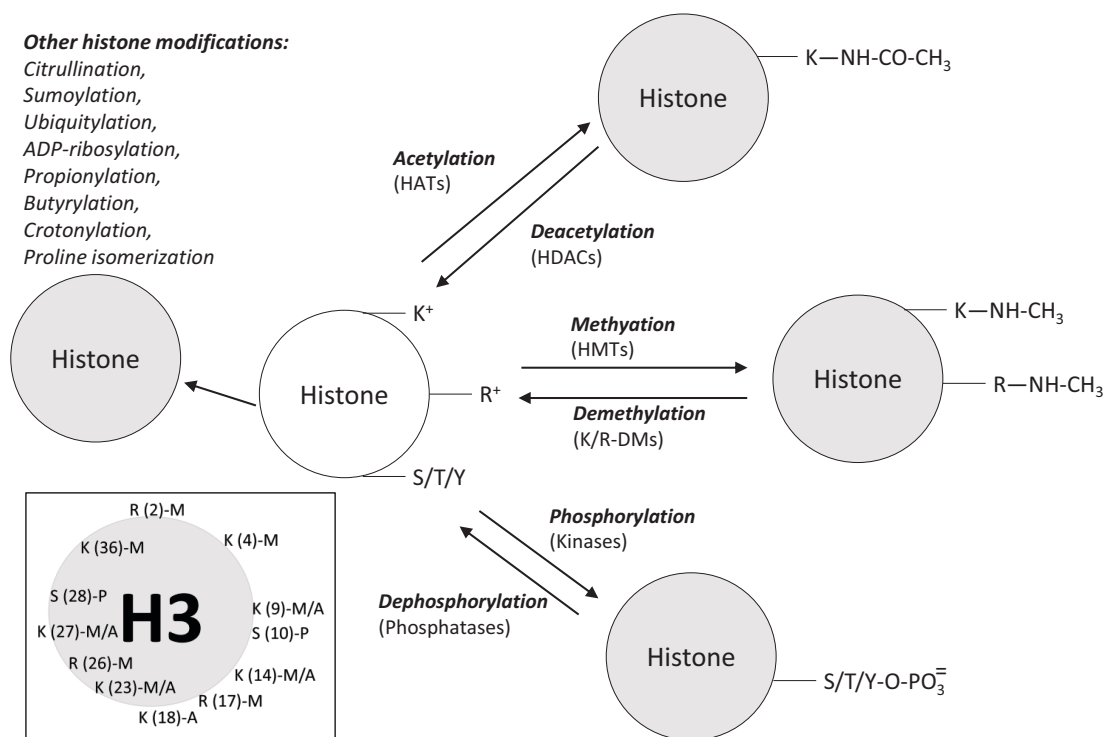 Other histone modifications:
Citrullination,
Sumoylation,
Ubiquitylation,
ADP-ribosylation,
Propionylation,
Butyrylation,
Crotonylation,
Proline isomerization
Histone
K—NH-CO-CH₃
Histone
Acetylation
(HATs)
Deacetylation
(HDACs)
K⁺
Histone
R⁺
S/T/Y
Methyation
(HMTs)
Demethylation
(K/R-DMs)
K—NH-CH₃
Histone
R—NH-CH₃
Phosphorylation
(Kinases)
Dephosphorylation
(Phosphatases)
Histone
S/T/Y-O-PO₃⁼
R (2)-M
K (36)-M
K (4)-M
S (28)-P
H3
K (9)-M/A
K (27)-M/A
S (10)-P
R (26)-M
K (14)-M/A
K (23)-M/A
R (17)-M
K (18)-A